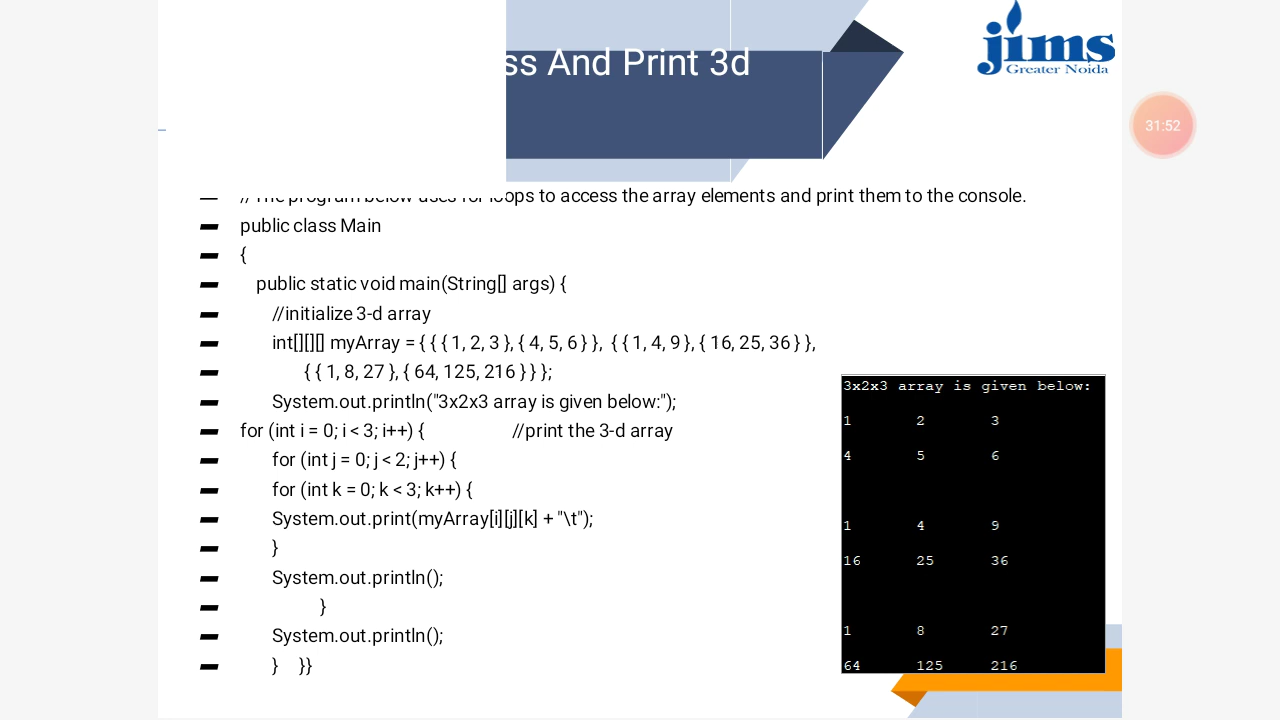 ss And Print 3d
jims
Greater Noida
31:52
// The program below uses for loops to access the array elements and print them to the console.
public class Main
{
public static void main(String[] args) {
//initialize 3-d array
int[][][] myArray = { { { 1, 2, 3 }, { 4, 5, 6 } }, { { 1, 4, 9 }, { 16, 25, 36 } },
{ { 1, 8, 27 }, { 64, 125, 216 } } };
System.out.println("3x2x3 array is given below:");
for (int i = 0; i < 3; i++) { //print the 3-d array
for (int j = 0; j < 2; j++) {
for (int k = 0; k < 3; k++) {
System.out.print(myArray[i][j][k] + "\t");
}
System.out.println();
}
System.out.println();
} }}
3x2x3 array is given below:
1 2 3
4 5 6
1 4 9
16 25 36
1 8 27
64 125 216